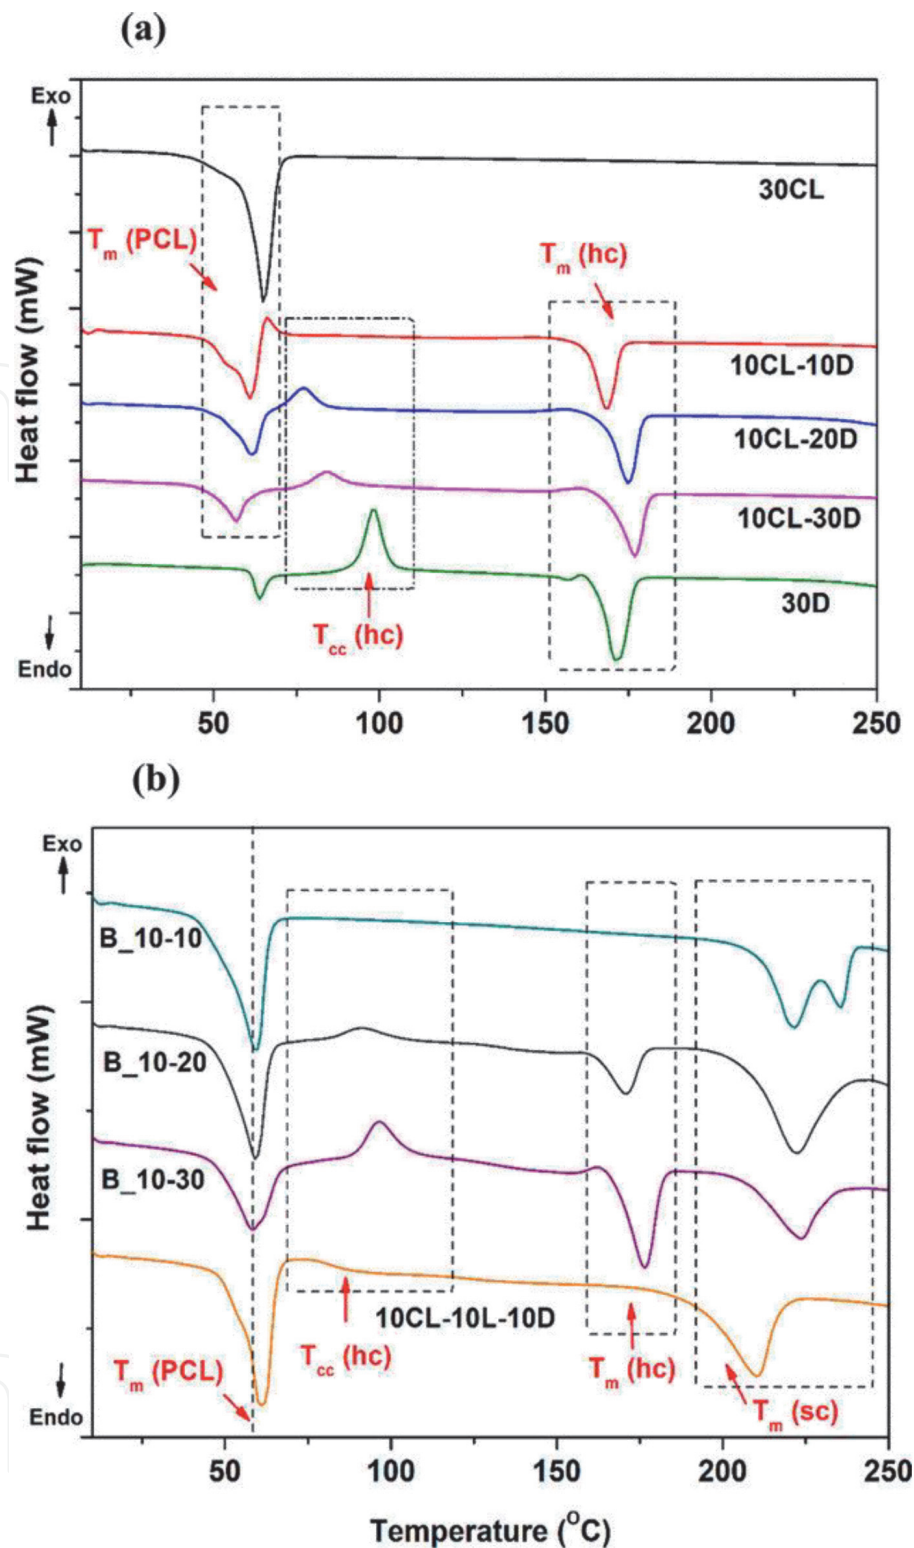 (a)
Exo
30CL
Tm (PCL)
Tm (hc)
Heat flow (mW)
10CL-10D
10CL-20D
10CL-30D
30D
Tcc (hc)
Endo
50 100 150 200 250
(b)
Exo
B_10-10
B_10-20
Heat flow (mW)
B_10-30
10CL-10L-10D
Tcc (hc)
Tm (PCL)
Tm (hc)
Tm (sc)
Endo
50 100 150 200 250
Temperature (°C)